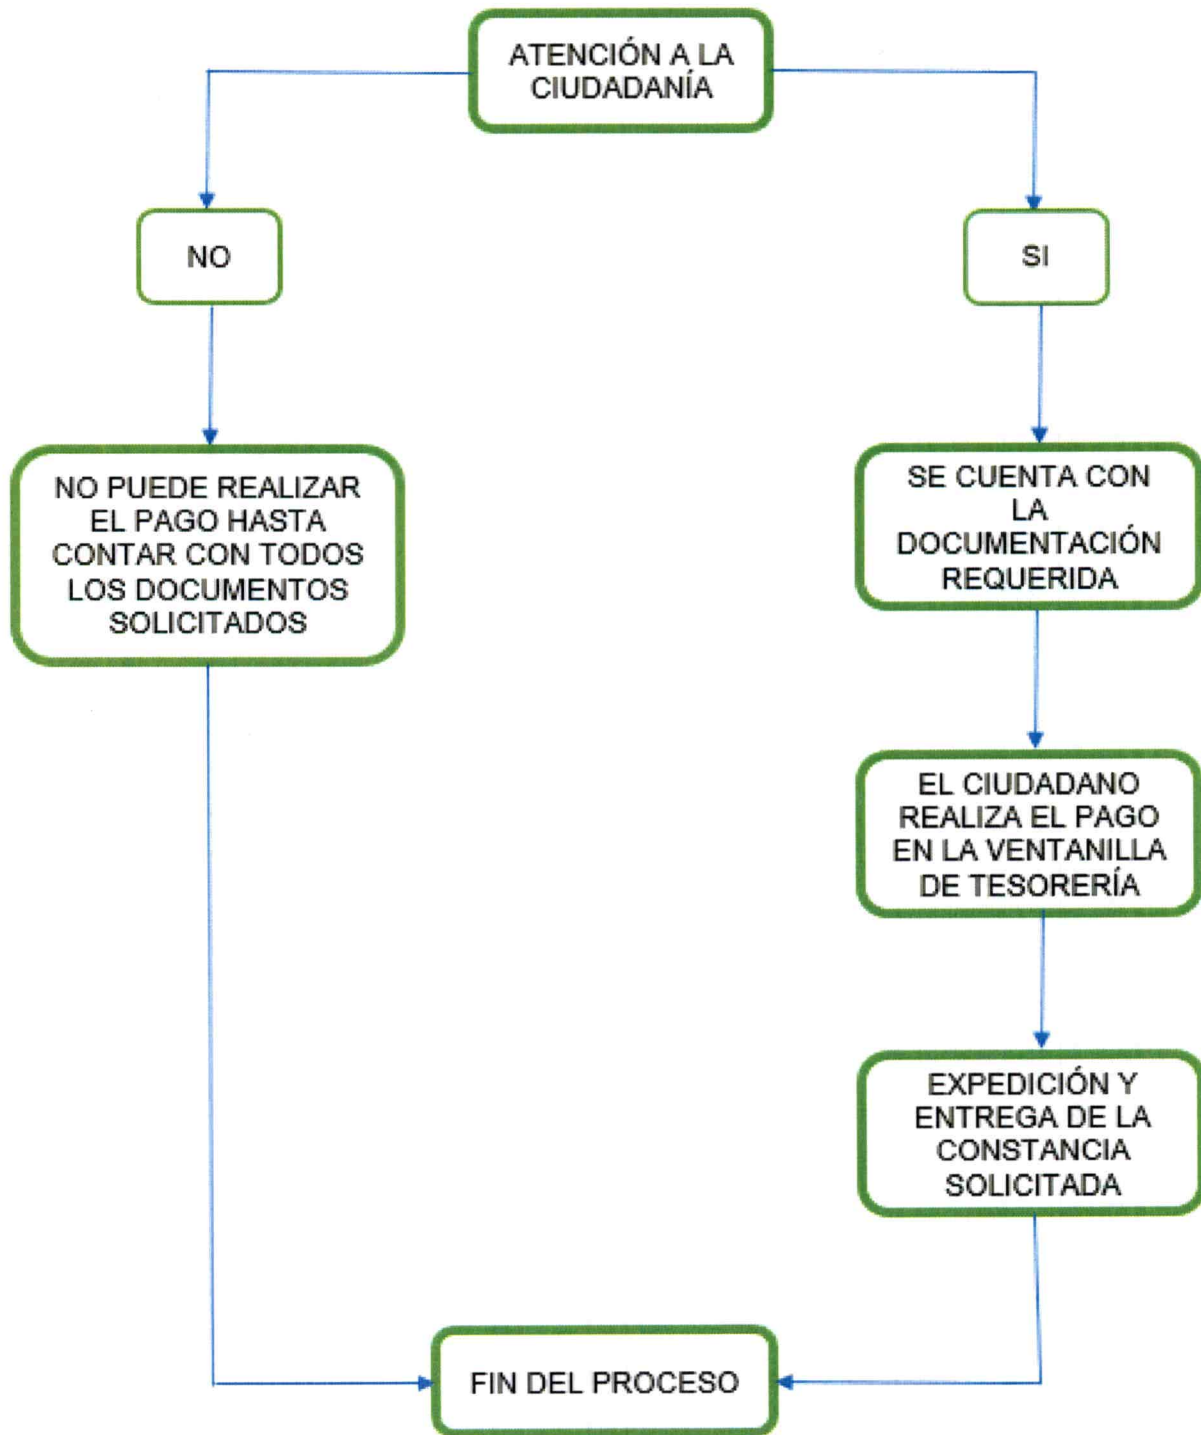 ATENCIÓN A LA
CIUDADANÍA
NO
SI
NO PUEDE REALIZAR
EL PAGO HASTA
CONTAR CON TODOS
LOS DOCUMENTOS
SOLICITADOS
SE CUENTA CON
LA
DOCUMENTACIÓN
REQUERIDA
EL CIUDADANO
REALIZA EL PAGO
EN LA VENTANILLA
DE TESORERÍA
EXPEDICIÓN Y
ENTREGA DE LA
CONSTANCIA
SOLICITADA
FIN DEL PROCESO